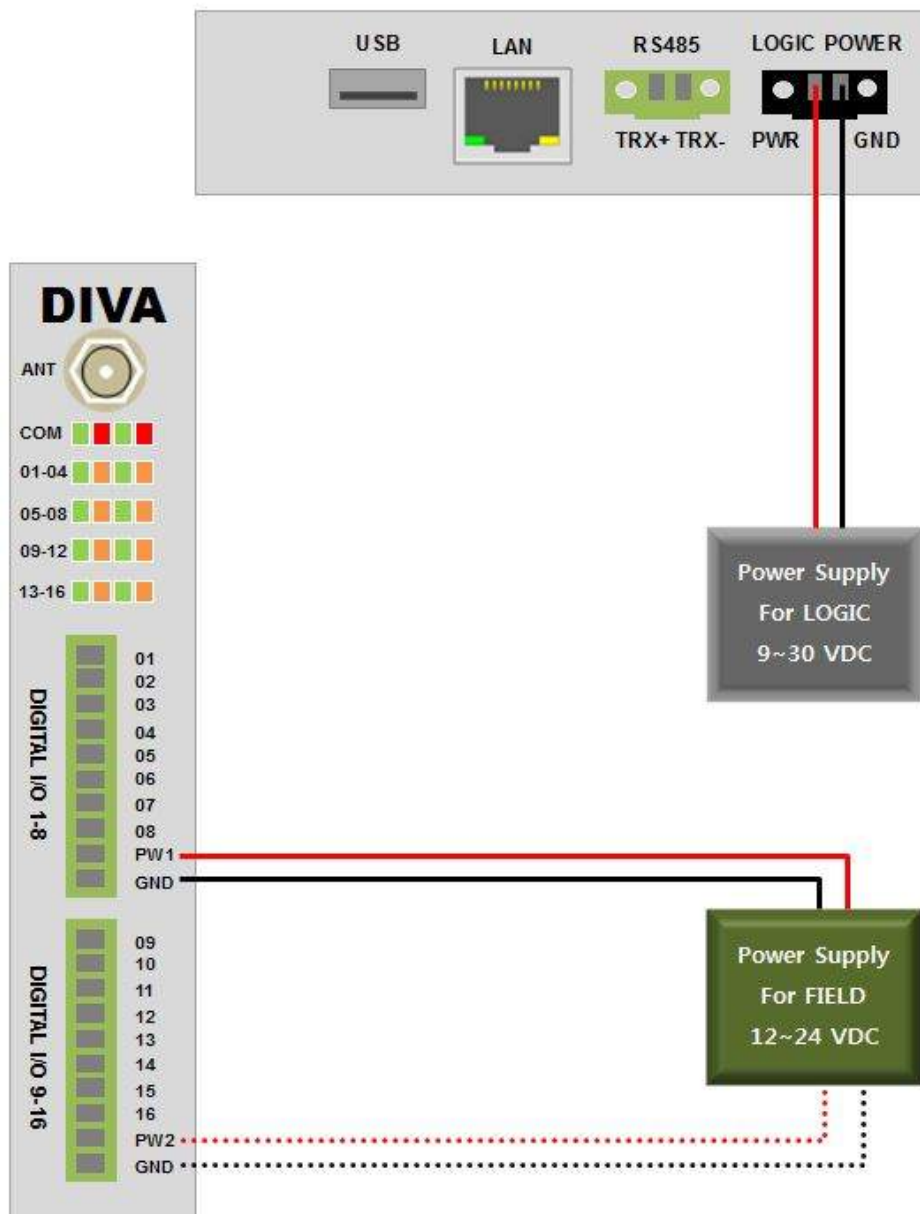 USB
LAN
RS485
LOGIC POWER
TRX+ TRX-
PWR
GND
DIVA
ANT
COM
01-04
05-08
09-12
13-16
DIGITAL I/O 1-8
01
02
03
04
05
06
07
08
PW1
GND
DIGITAL I/O 9-16
09
10
11
12
13
14
15
16
PW2
GND
Power Supply
For LOGIC
9~30 VDC
Power Supply
For FIELD
12~24 VDC